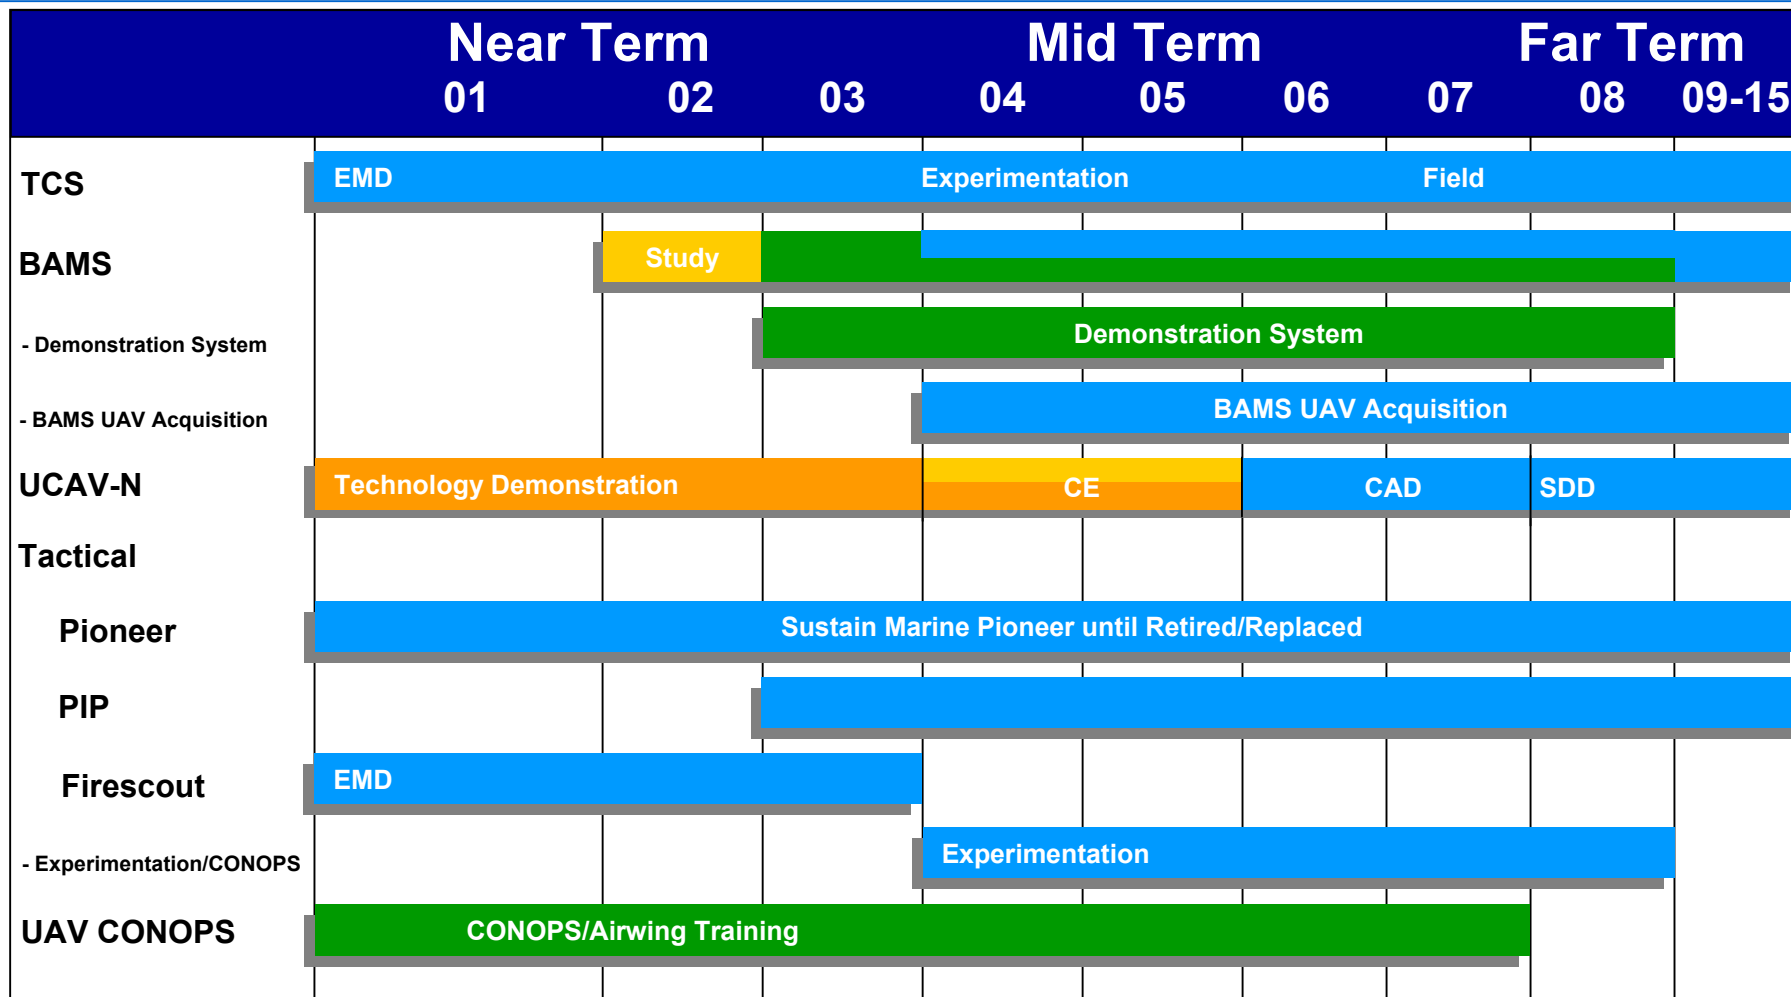 Near Term Mid Term Far Term
01 02 03 04 05 06 07 08 09-15
TCS EMD Experimentation Field
BAMS Study
- Demonstration System Demonstration System
- BAMS UAV Acquisition BAMS UAV Acquisition
UCAV-N Technology Demonstration CE CAD SDD
Tactical
Pioneer Sustain Marine Pioneer until Retired/Replaced
PIP
Firescout EMD
- Experimentation/CONOPS Experimentation
UAV CONOPS CONOPS/Airwing Training